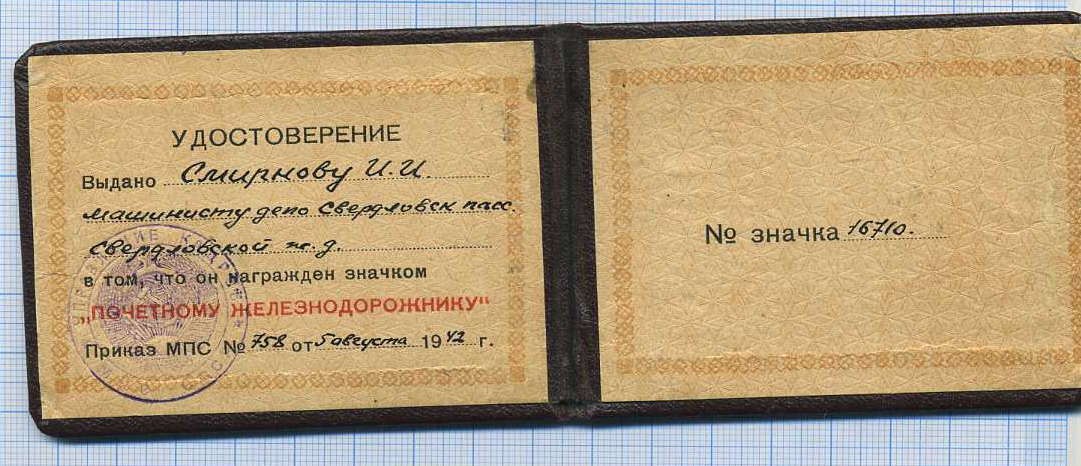 УДОСТОВЕРЕНИЕ
Выдано Смирнову И.И.
машинисту депо Свердловск пасс.
Свердловской ж.д.
в том, что он награжден значком
„ПОЧЕТНОМУ ЖЕЛЕЗНОДОРОЖНИКУ“
Приказ МПС № 758 от 5 августа 1942 г.
№ значка 16710.